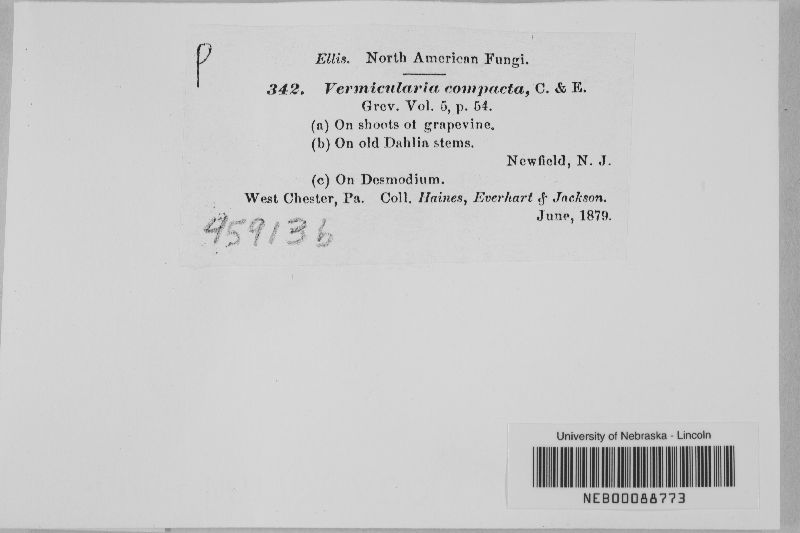 P
Ellis. North American Fungi.
342. Vermicularia compacta, C. & E.
Grev. Vol. 5, p. 54.
(a) On shoots of grapevine.
(b) On old Dahlia stems.
Newfield, N. J.
(c) On Desmodium.
West Chester, Pa. Coll. Haines, Everhart & Jackson.
June, 1879.
459136
University of Nebraska - Lincoln
NEB00088773